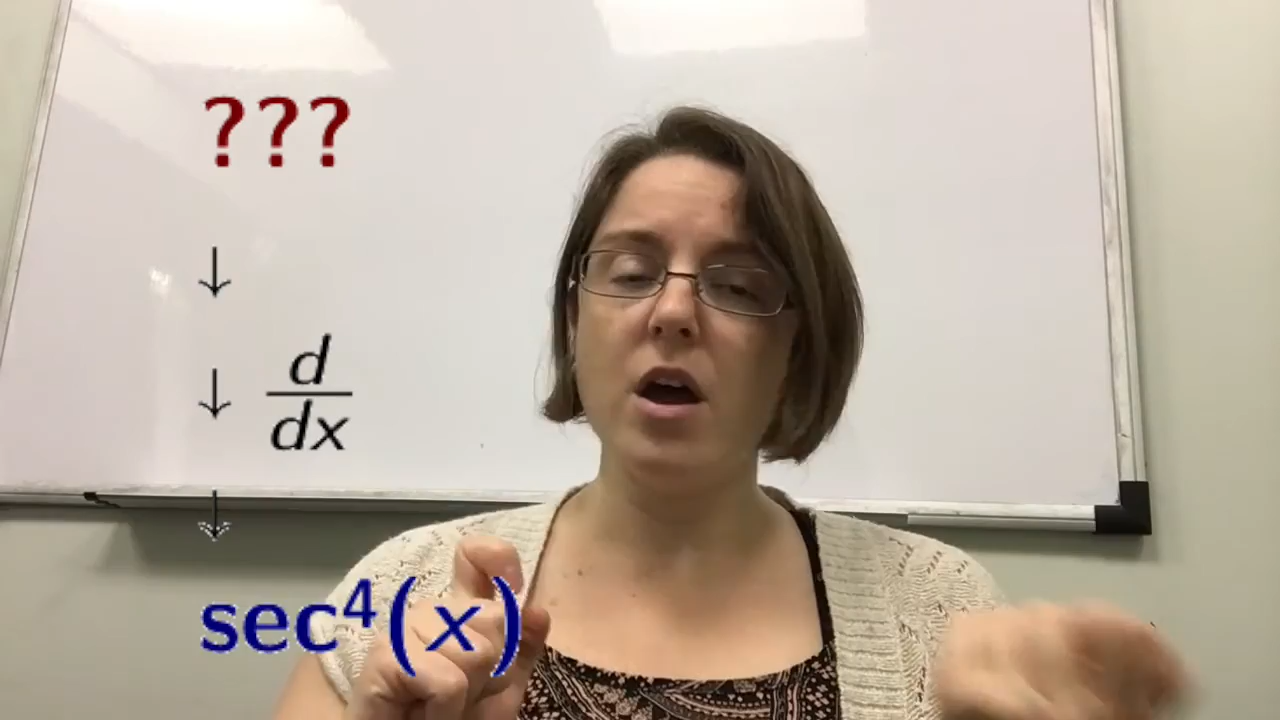 ???
↓
↓ d/dx
↓
sec⁴(x)